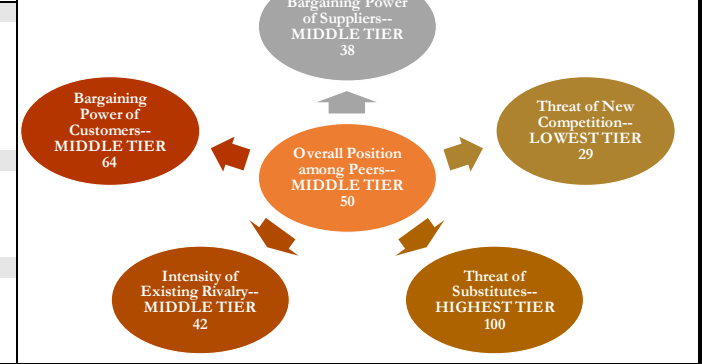 Bargaining Power
of Suppliers--
MIDDLE TIER
38
Bargaining
Power of
Customers--
MIDDLE TIER
64
Threat of New
Competition--
LOWEST TIER
29
Overall Position
among Peers--
MIDDLE TIER
50
Intensity of
Existing Rivalry--
MIDDLE TIER
42
Threat of
Substitutes--
HIGHEST TIER
100